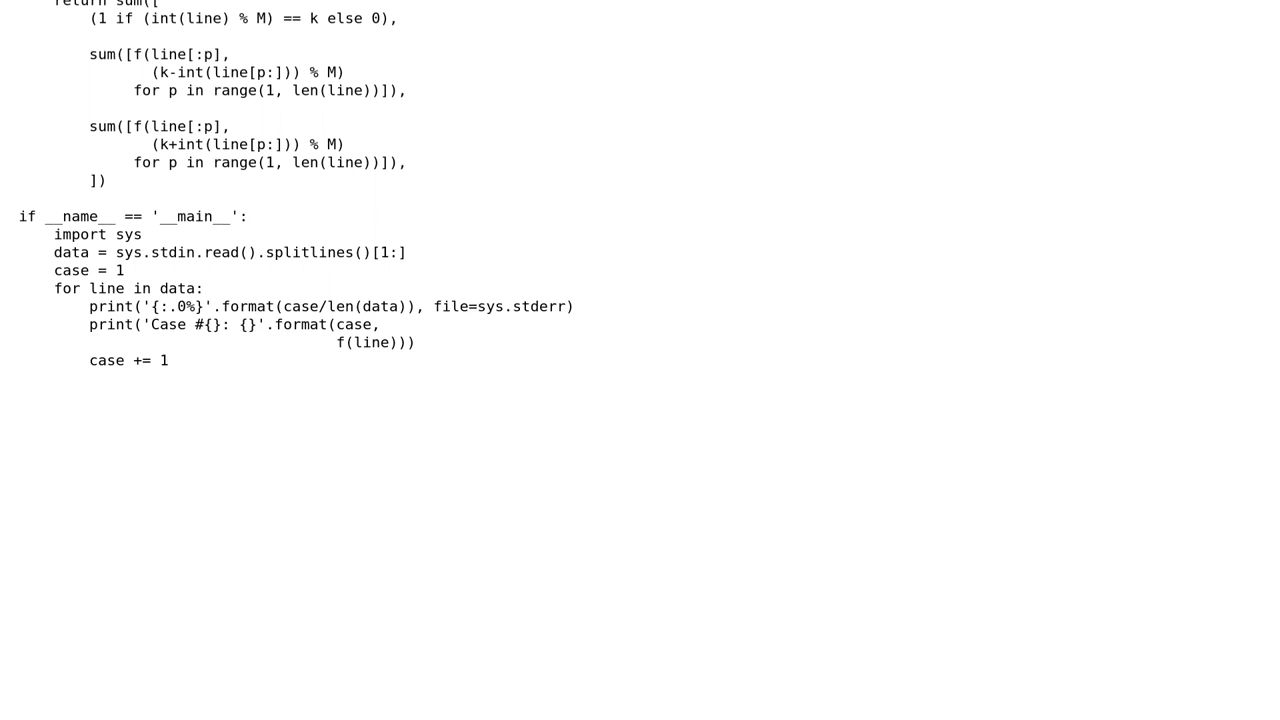 return sum([
        (1 if (int(line) % M) == k else 0),

        sum([f(line[:p],
               (k-int(line[p:])) % M)
             for p in range(1, len(line))]),

        sum([f(line[:p],
               (k+int(line[p:])) % M)
             for p in range(1, len(line))]),
        ])

if __name__ == '__main__':
    import sys
    data = sys.stdin.read().splitlines()[1:]
    case = 1
    for line in data:
        print('{:.0%}'.format(case/len(data)), file=sys.stderr)
        print('Case #{}: {}'.format(case,
                                    f(line)))
        case += 1